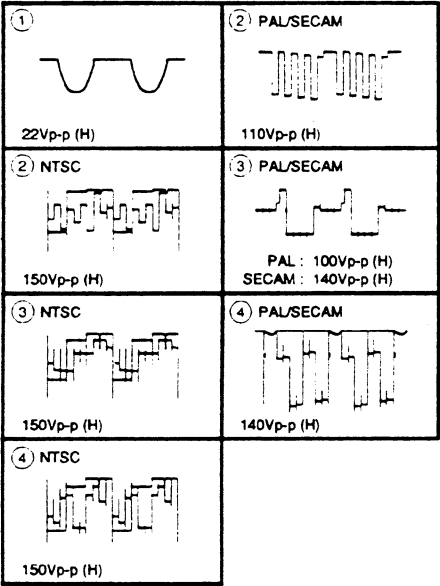 ① 
22Vp-p (H)
② PAL/SECAM
110Vp-p (H)
② NTSC
150Vp-p (H)
③ PAL/SECAM
PAL : 100Vp-p (H)
SECAM : 140Vp-p (H)
③ NTSC
150Vp-p (H)
④ PAL/SECAM
140Vp-p (H)
④ NTSC
150Vp-p (H)